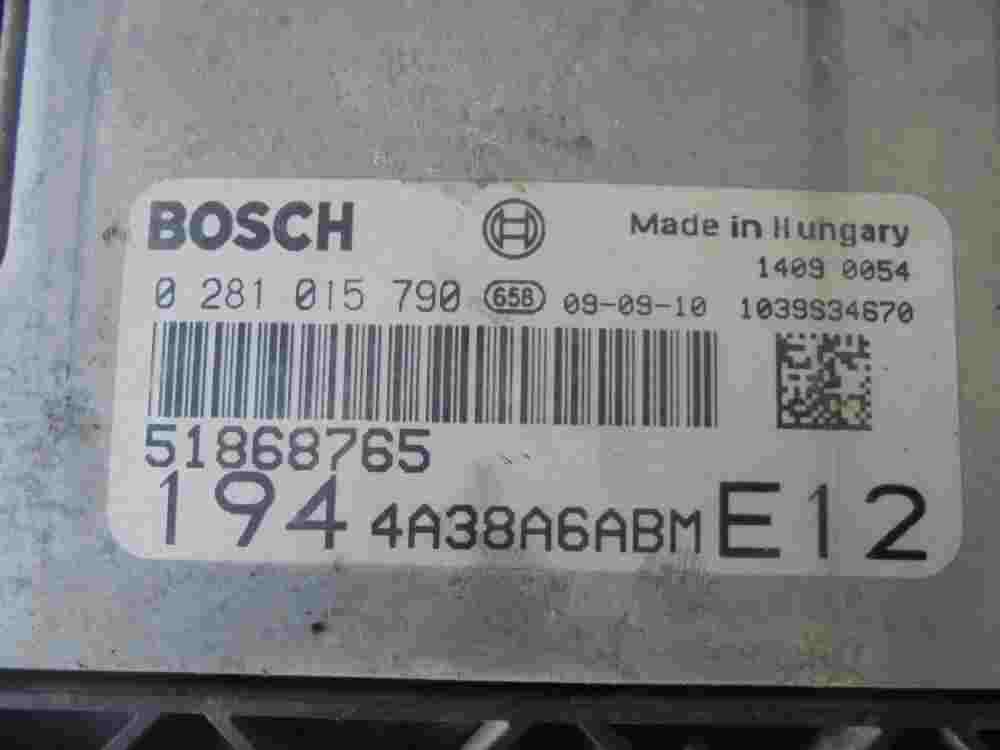 BOSCH Made in Hungary
1409 0054
0 281 015 790 658 09-09-10 1039S34670
51868765
194 4A38A6ABM E12